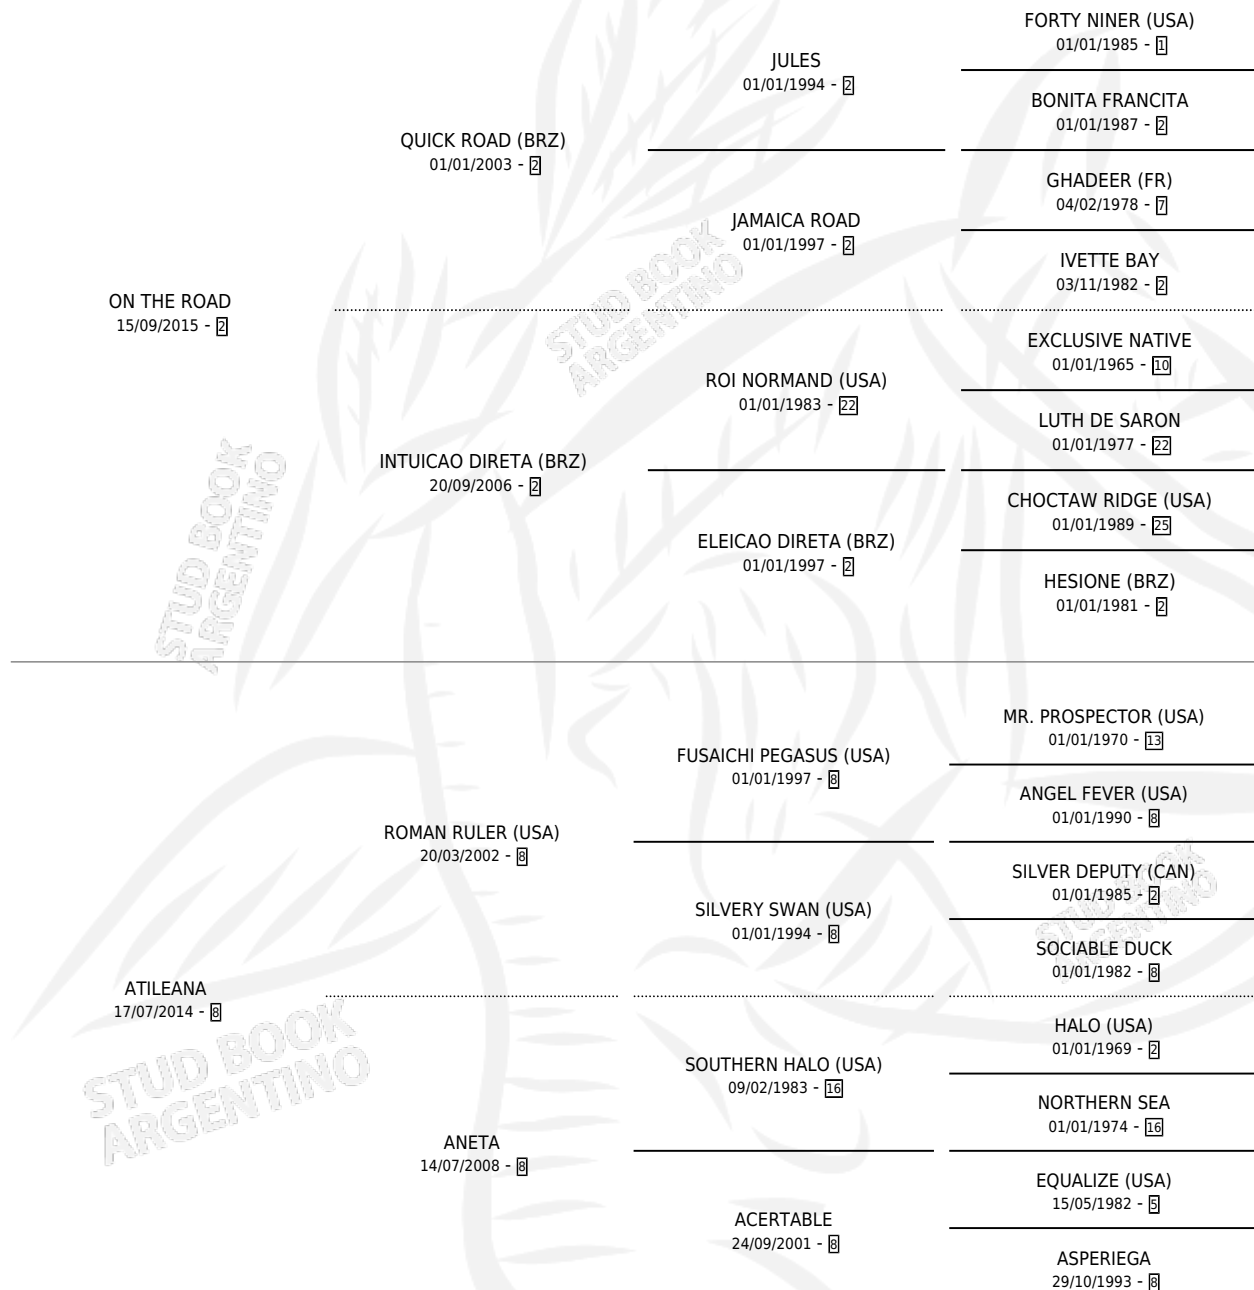 FORTY NINER (USA)
01/01/1985 - 1
JULES
01/01/1994 - 2
BONITA FRANCITA
01/01/1987 - 2
QUICK ROAD (BRZ)
01/01/2003 - 2
GHADEER (FR)
04/02/1978 - 7
JAMAICA ROAD
01/01/1997 - 2
IVETTE BAY
03/11/1982 - 2
STUD BOOK
ARGENTINO
ON THE ROAD
15/09/2015 - 2
EXCLUSIVE NATIVE
01/01/1965 - 10
ROI NORMAND (USA)
01/01/1983 - 22
LUTH DE SARON
01/01/1977 - 22
INTUICAO DIRETA (BRZ)
20/09/2006 - 2
CHOCTAW RIDGE (USA)
01/01/1989 - 25
ELEICAO DIRETA (BRZ)
01/01/1997 - 2
HESIONE (BRZ)
01/01/1981 - 2
STUD BOOK
ARGENTINO
MR. PROSPECTOR (USA)
01/01/1970 - 13
FUSAICHI PEGASUS (USA)
01/01/1997 - 8
ANGEL FEVER (USA)
01/01/1990 - 8
ROMAN RULER (USA)
20/03/2002 - 8
SILVER DEPUTY (CAN)
01/01/1985 - 2
SILVERY SWAN (USA)
01/01/1994 - 8
SOCIABLE DUCK
01/01/1982 - 8
STUD BOOK
ARGENTINO
ATILEANA
17/07/2014 - 8
HALO (USA)
01/01/1969 - 2
SOUTHERN HALO (USA)
09/02/1983 - 16
NORTHERN SEA
01/01/1974 - 16
STUD BOOK
ARGENTINO
ANETA
14/07/2008 - 8
EQUALIZE (USA)
15/05/1982 - 5
ACERTABLE
24/09/2001 - 8
ASPERIEGA
29/10/1993 - 8